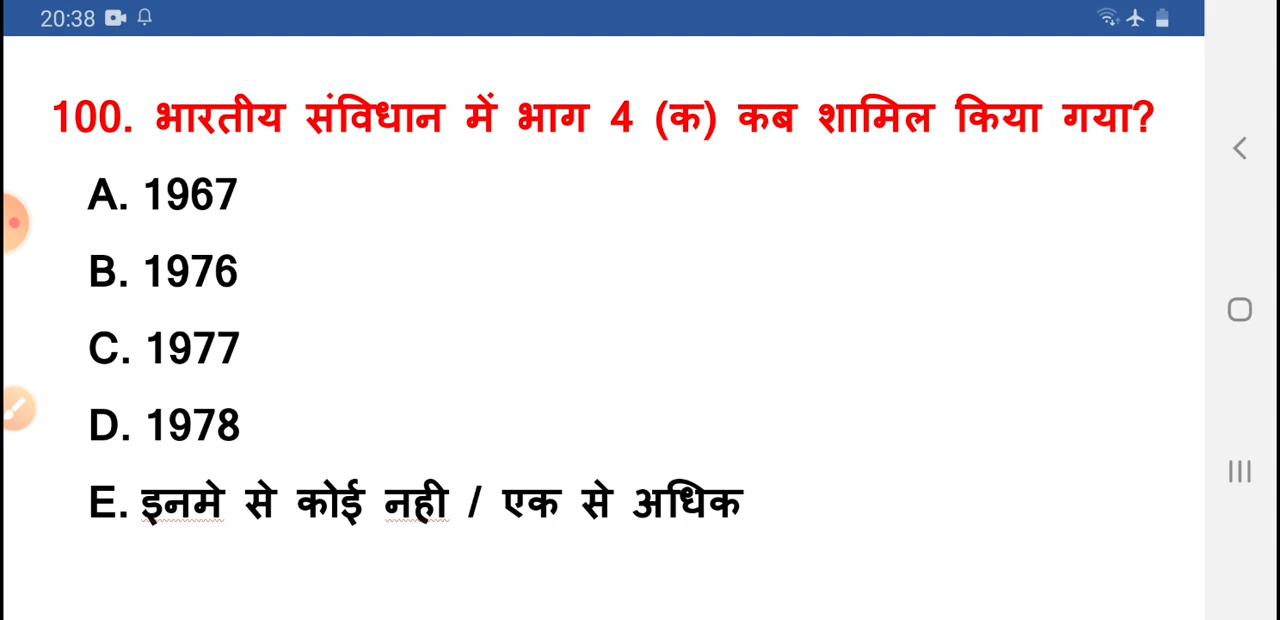 20:38
100. भारतीय संविधान में भाग 4 (क) कब शामिल किया गया?
A. 1967
B. 1976
C. 1977
D. 1978
E. इनमे से कोई नही / एक से अधिक